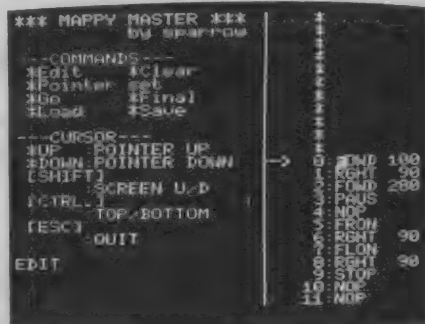 *** MAPPY MASTER ***
by sparrow
---COMMANDS---
*Edit *Clear
*Pointer set
*Go *Final
*Load *Save
---CURSOR---
*UP :POINTER UP
*DOWN:POINTER DOWN
[SHIFT]
:SCREEN U/D
[CTRL.]
:TOP/BOTTOM
[ESC]
:QUIT
EDIT
*
*
*
*
*
*
*
*
*
*
--> 0: FOWD 100
1: RGHT 90
2: FOWD 280
3: PAUS
4: NOP
5: FRON
6: RGHT 90
7: FLON
8: RGHT 90
9: STOP
10: NOP
11: NOP